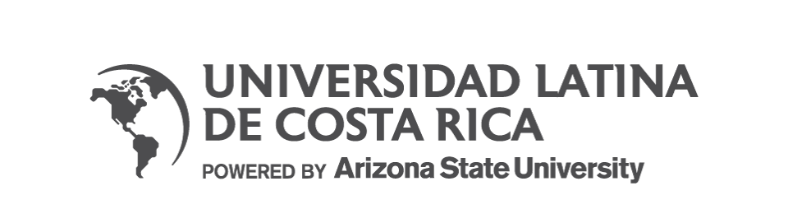 UNIVERSIDAD LATINA
DE COSTA RICA
POWERED BY Arizona State University